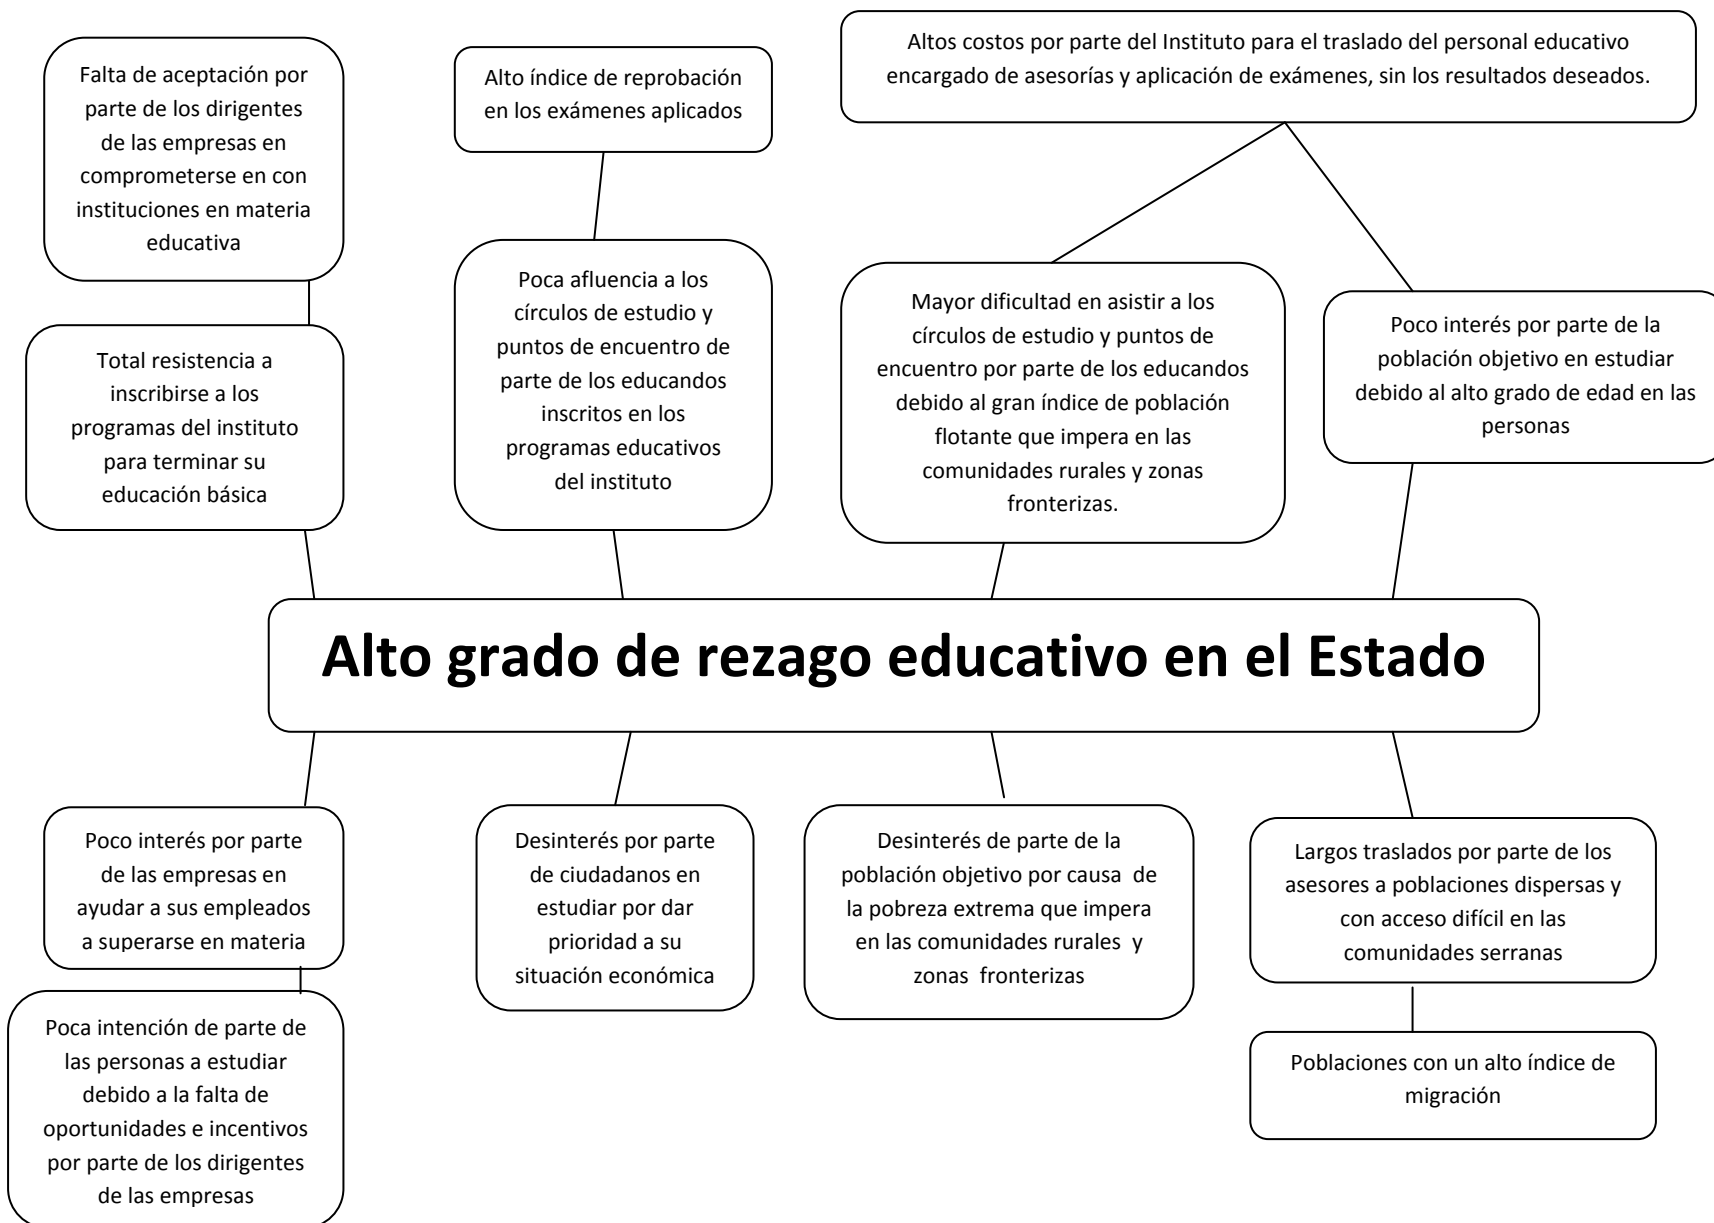 Falta de aceptación por
parte de los dirigentes
de las empresas en
comprometerse en con
instituciones en materia
educativa
Alto índice de reprobación
en los exámenes aplicados
Altos costos por parte del Instituto para el traslado del personal educativo
encargado de asesorías y aplicación de exámenes, sin los resultados deseados.
Total resistencia a
inscribirse a los
programas del instituto
para terminar su
educación básica
Poca afluencia a los
círculos de estudio y
puntos de encuentro de
parte de los educandos
inscritos en los
programas educativos
del instituto
Mayor dificultad en asistir a los
círculos de estudio y puntos de
encuentro por parte de los educandos
debido al gran índice de población
flotante que impera en las
comunidades rurales y zonas
fronterizas.
Poco interés por parte de la
población objetivo en estudiar
debido al alto grado de edad en las
personas
Alto grado de rezago educativo en el Estado
Poco interés por parte
de las empresas en
ayudar a sus empleados
a superarse en materia
Desinterés por parte
de ciudadanos en
estudiar por dar
prioridad a su
situación económica
Desinterés de parte de la
población objetivo por causa de
la pobreza extrema que impera
en las comunidades rurales y
zonas fronterizas
Largos traslados por parte de los
asesores a poblaciones dispersas y
con acceso difícil en las
comunidades serranas
Poca intención de parte de
las personas a estudiar
debido a la falta de
oportunidades e incentivos
por parte de los dirigentes
de las empresas
Poblaciones con un alto índice de
migración